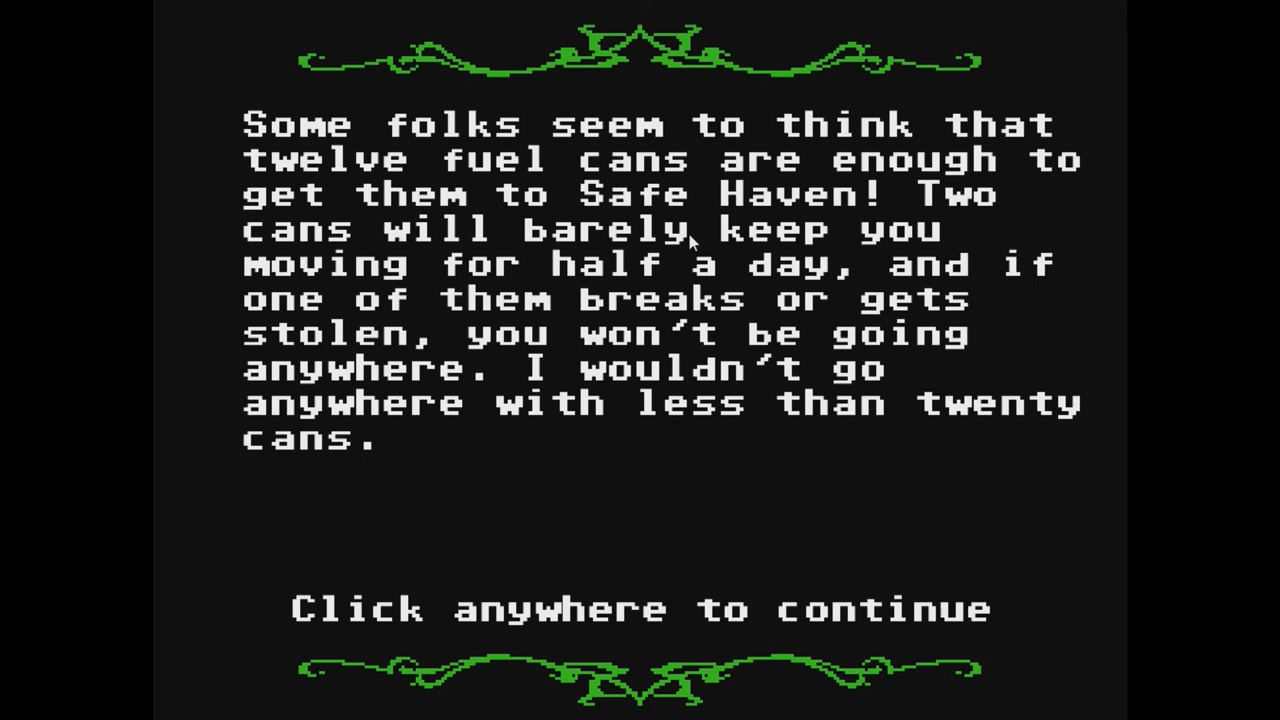 Some folks seem to think that
twelve fuel cans are enough to
get them to Safe Haven! Two
cans will barely keep you
moving for half a day, and if
one of them breaks or gets
stolen, you won't be going
anywhere. I wouldn't go
anywhere with less than twenty
cans.
Click anywhere to continue